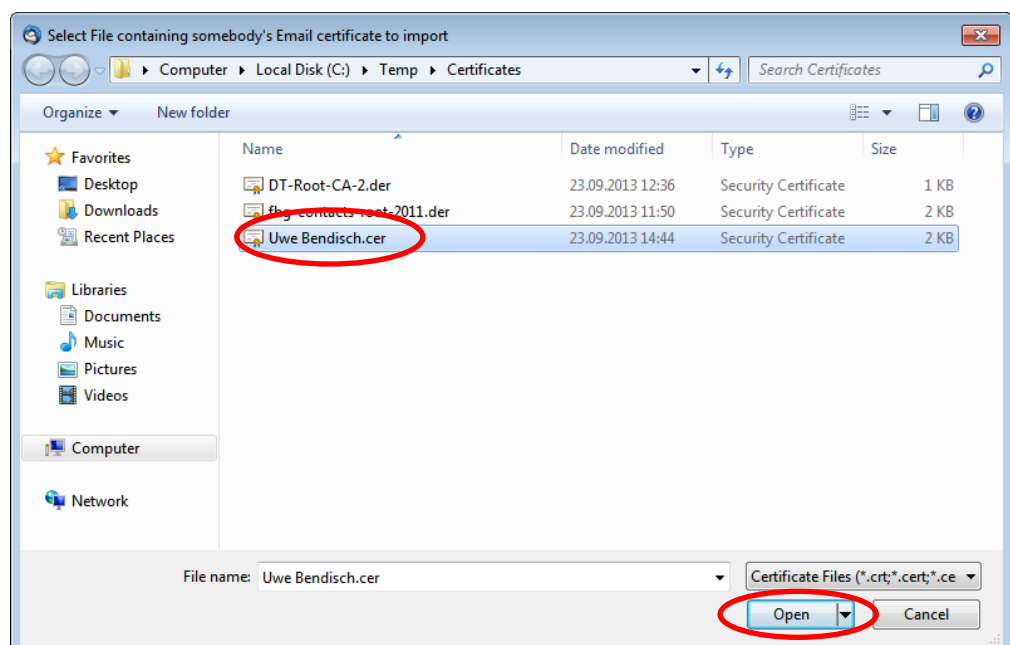 Select File containing somebody's Email certificate to import
Computer Local Disk (C:) Temp Certificates Search Certificates
Organize New folder
Name Date modified Type Size
Favorites
Desktop
Downloads
Recent Places
DT-Root-CA-2.der 23.09.2013 12:36 Security Certificate 1 KB
fhg-contacts-root-2011.der 23.09.2013 11:50 Security Certificate 2 KB
Uwe Bendisch.cer 23.09.2013 14:44 Security Certificate 2 KB
Libraries
Documents
Music
Pictures
Videos
Computer
Network
File name: Uwe Bendisch.cer Certificate Files (*.crt;*.cert;*.ce
Open Cancel